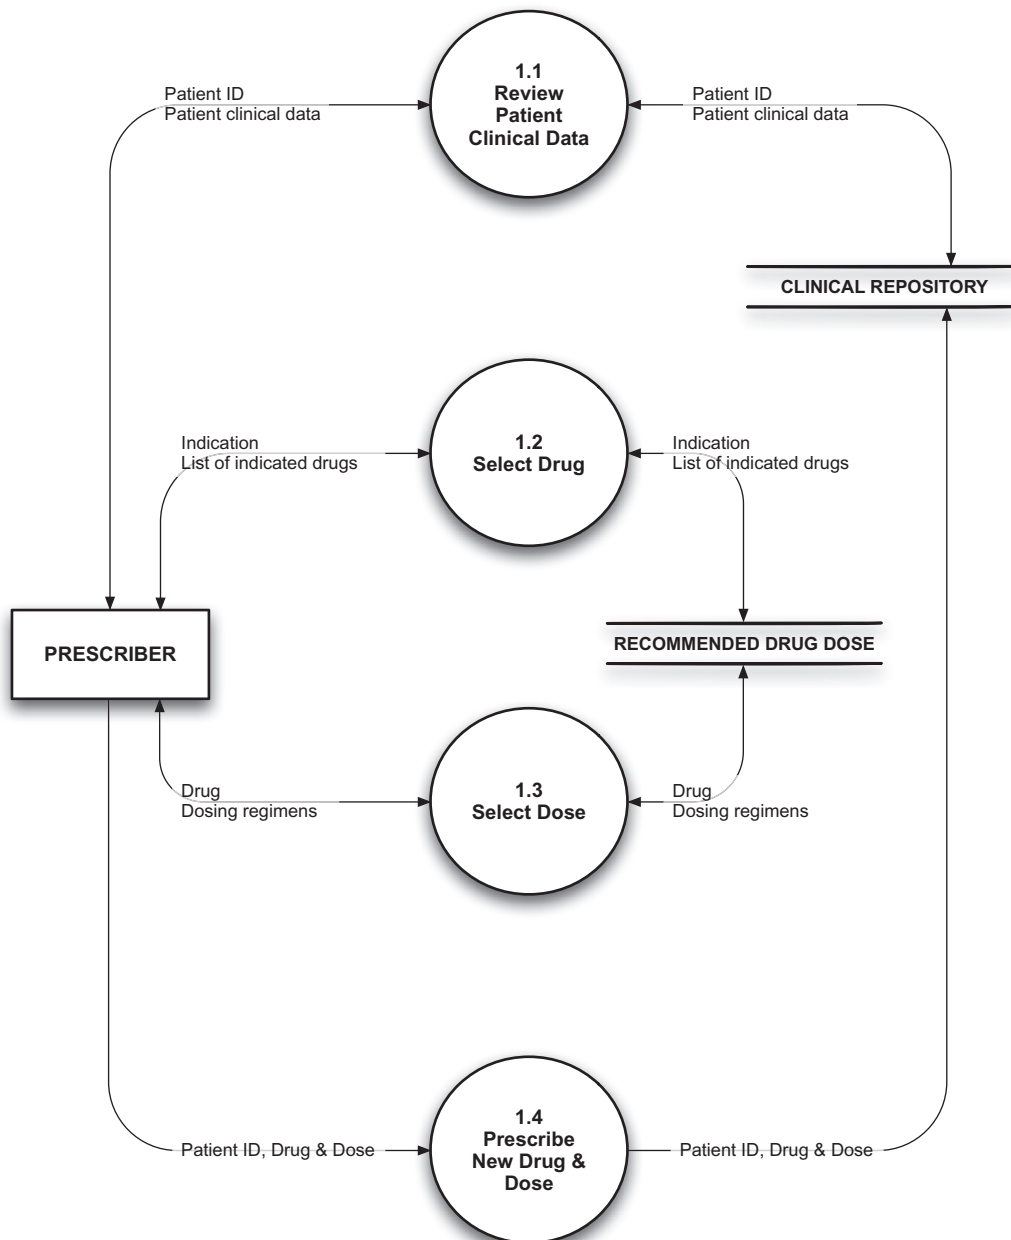 1.1
Review
Patient
Clinical Data
Patient ID
Patient clinical data
Patient ID
Patient clinical data
CLINICAL REPOSITORY
1.2
Select Drug
Indication
List of indicated drugs
Indication
List of indicated drugs
PRESCRIBER
RECOMMENDED DRUG DOSE
1.3
Select Dose
Drug
Dosing regimens
Drug
Dosing regimens
1.4
Prescribe
New Drug &
Dose
Patient ID, Drug & Dose
Patient ID, Drug & Dose